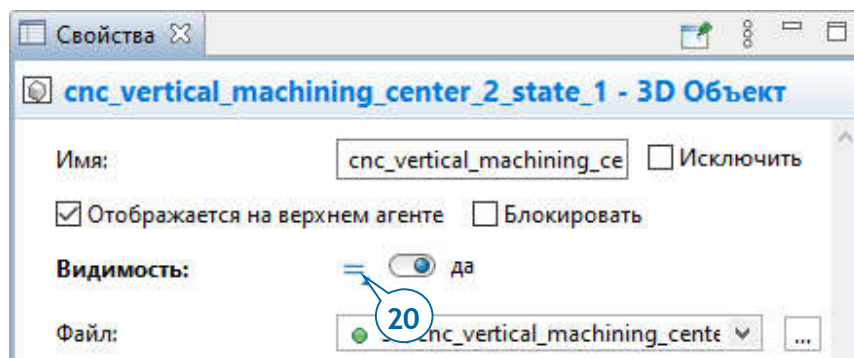 Свойства
cnc_vertical_machining_center_2_state_1 - 3D Объект
Имя: cnc_vertical_machining_ce Исключить
Отображается на верхнем агенте Блокировать
Видимость: да
20
Файл: cnc_vertical_machining_cente ...